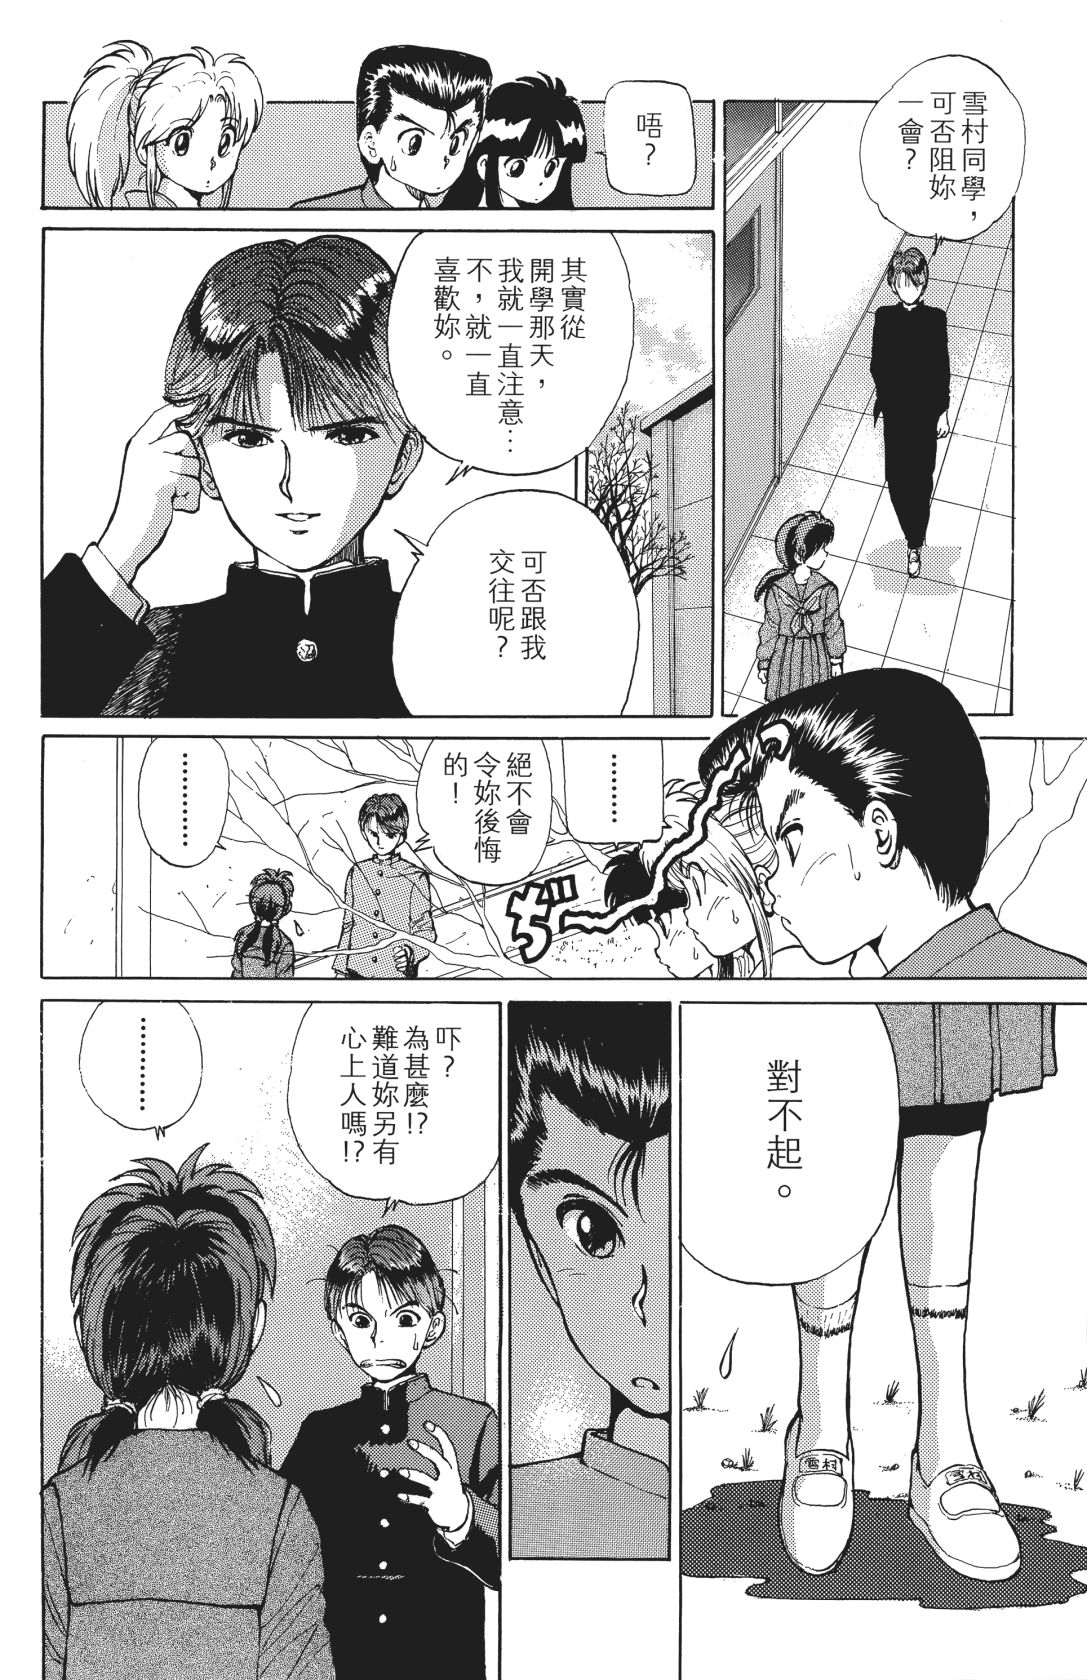 雪村同學，
可否阻妳
一會？
唔？
其實從
開學那天，
我就一直注意…
不，就一直
喜歡妳。
可否跟我
交往呢？
⋯⋯⋯
ぢー
絕不會
令妳後悔
的！
⋯⋯⋯
對不起。
雪村
雪村
吓？
為甚麼!?
難道妳另有
心上人嗎!?
⋯⋯⋯